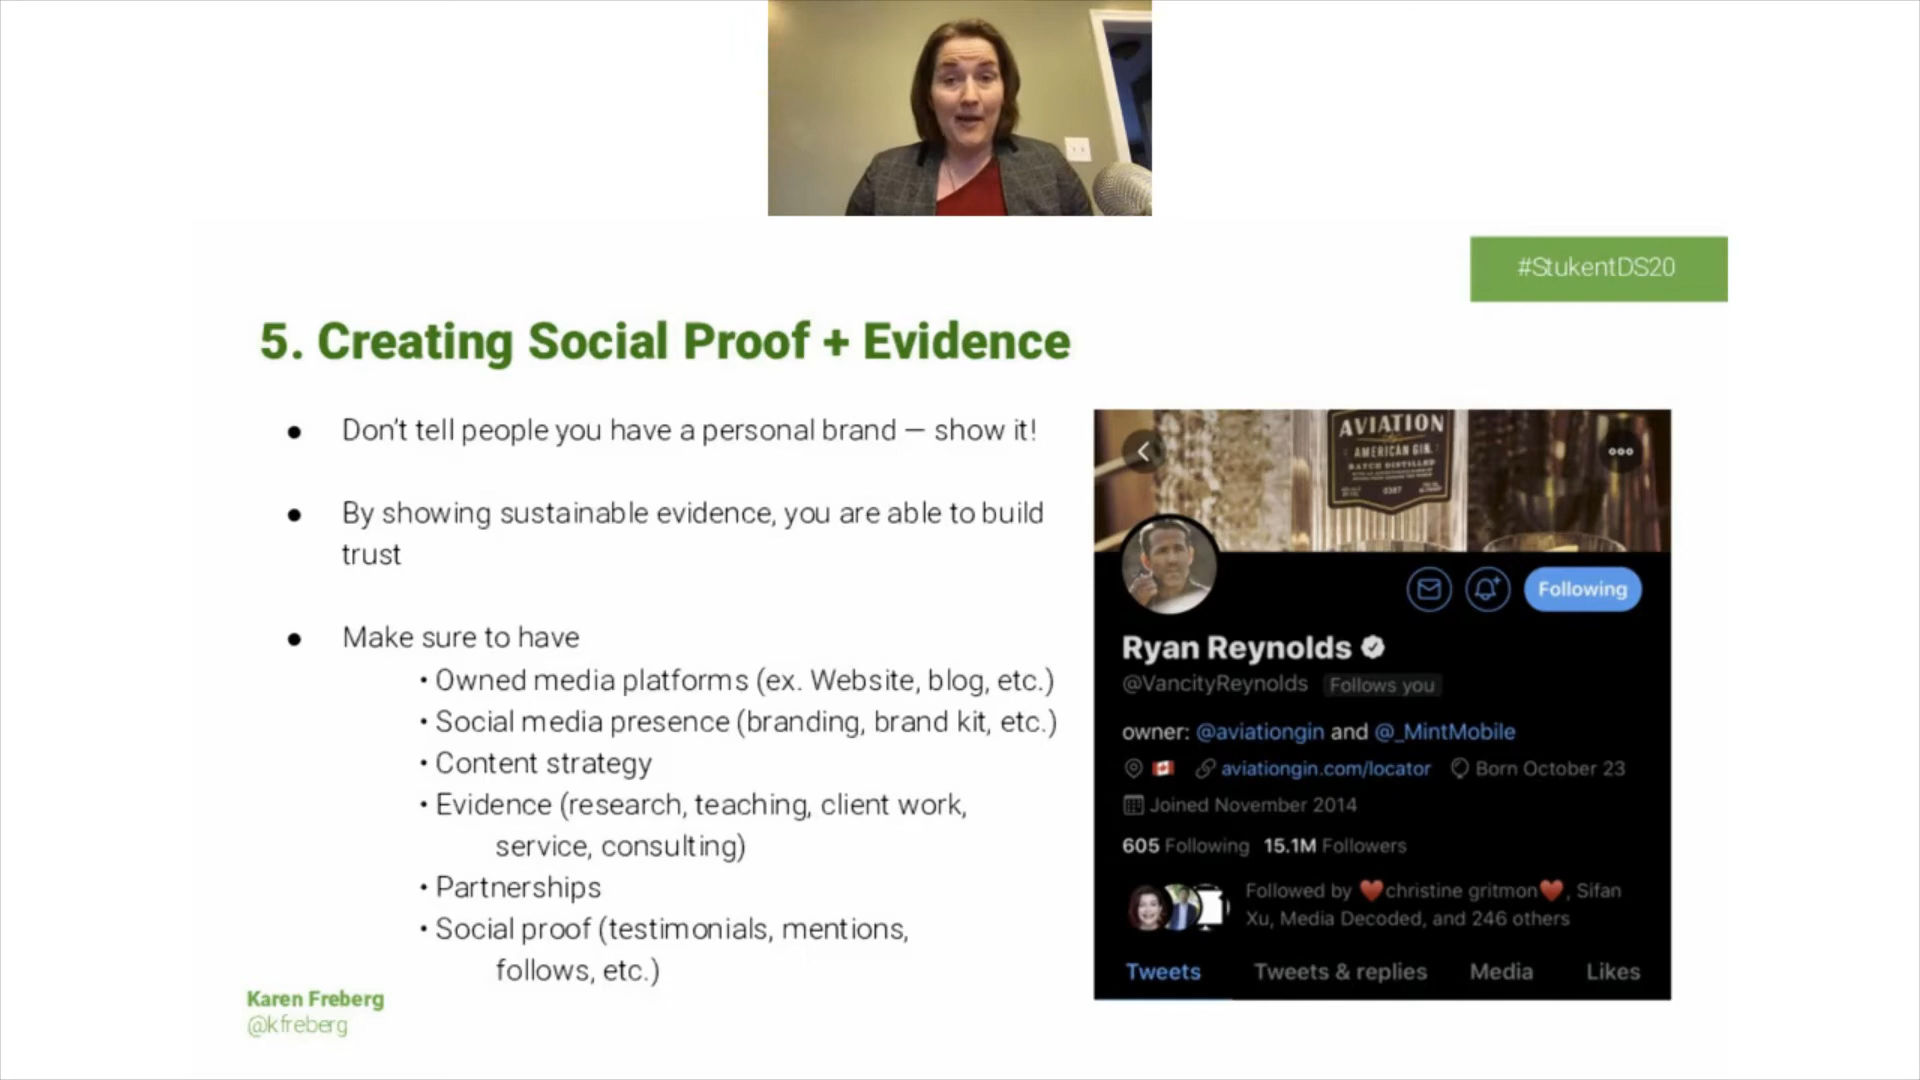 #StukentDS20
5. Creating Social Proof + Evidence
● Don't tell people you have a personal brand — show it!
● By showing sustainable evidence, you are able to build
trust
● Make sure to have
• Owned media platforms (ex. Website, blog, etc.)
• Social media presence (branding, brand kit, etc.)
• Content strategy
• Evidence (research, teaching, client work,
service, consulting)
• Partnerships
• Social proof (testimonials, mentions,
follows, etc.)
Karen Freberg
@kfreberg
AVIATION
AMERICAN GIN
BATCH DISTILLED
0387
Following
Ryan Reynolds
@VancityReynolds Follows you
owner: @aviationgin and @_MintMobile
🇨🇦 aviationgin.com/locator Born October 23
Joined November 2014
605 Following 15.1M Followers
Followed by ❤️christine gritmon❤️, Sifan
Xu, Media Decoded, and 246 others
Tweets Tweets & replies Media Likes